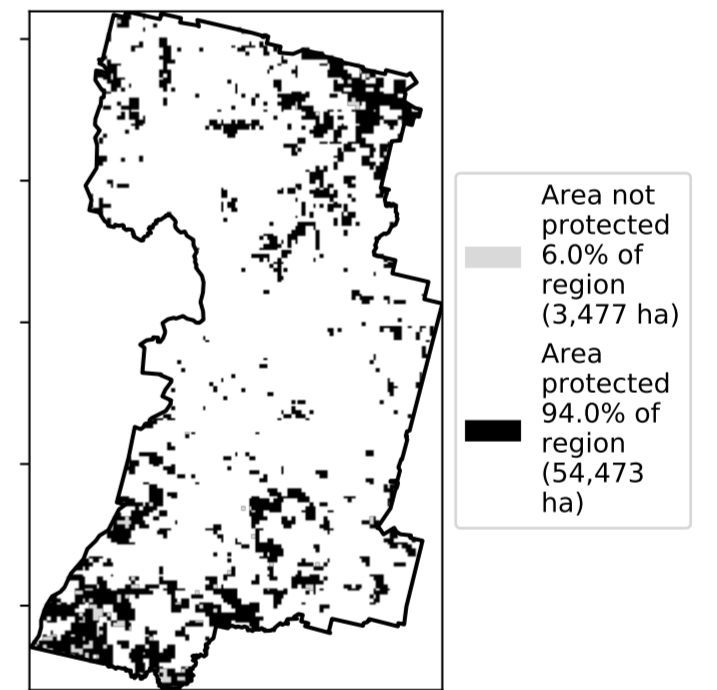 Area not
protected
6.0% of
region
(3,477 ha)
Area
protected
94.0% of
region
(54,473
ha)